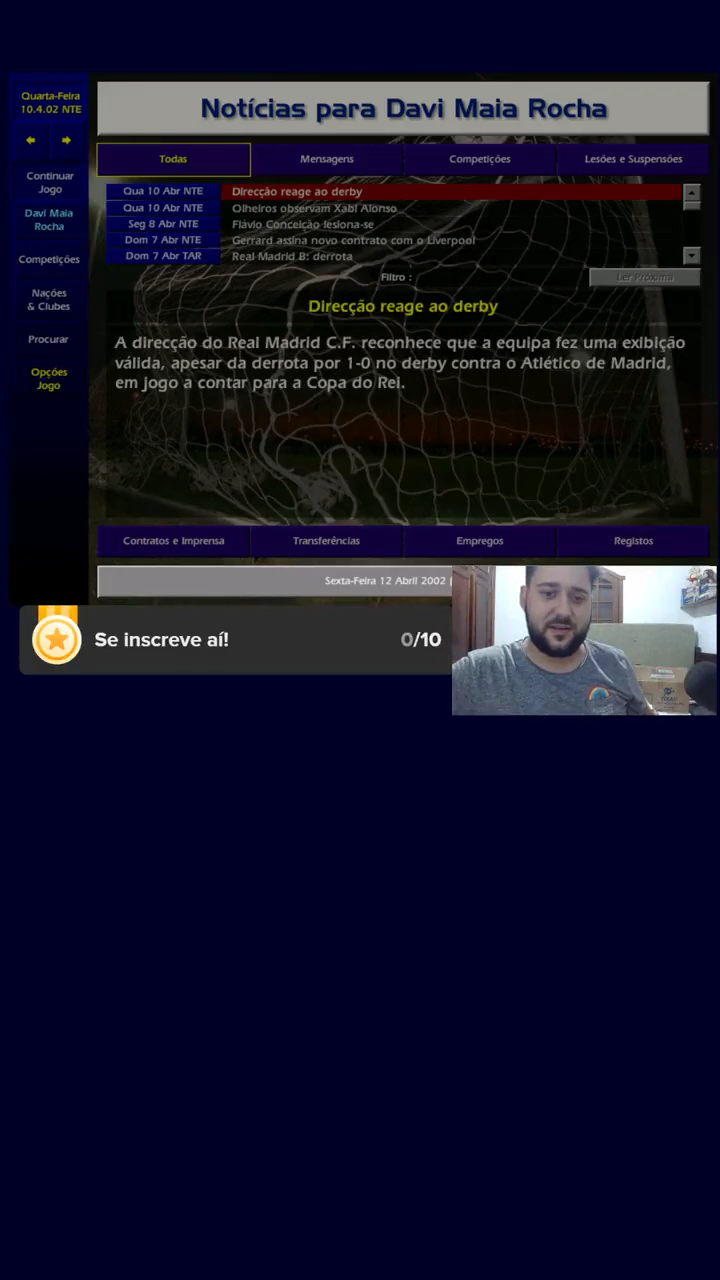 Quarta-Feira
10.4.02 NTE
Notícias para Davi Maia Rocha
Todas
Mensagens
Competições
Lesões e Suspensões
Continuar
Jogo
Davi Maia
Rocha
Competições
Nações
& Clubes
Procurar
Opções
Jogo
Qua 10 Abr NTE Direcção reage ao derby
Qua 10 Abr NTE Olheiros observam Xabi Alonso
Seg 8 Abr NTE Flávio Conceição lesiona-se
Dom 7 Abr NTE Gerrard assina novo contrato com o Liverpool
Dom 7 Abr TAR Real Madrid B: derrota
Filtro :
Ler Próxima
Direcção reage ao derby
A direcção do Real Madrid C.F. reconhece que a equipa fez uma exibição
válida, apesar da derrota por 1-0 no derby contra o Atlético de Madrid,
em jogo a contar para a Copa do Rei.
Contratos e Imprensa
Transferências
Empregos
Registos
Sexta-Feira 12 Abril 2002
Se inscreve aí!
0/10